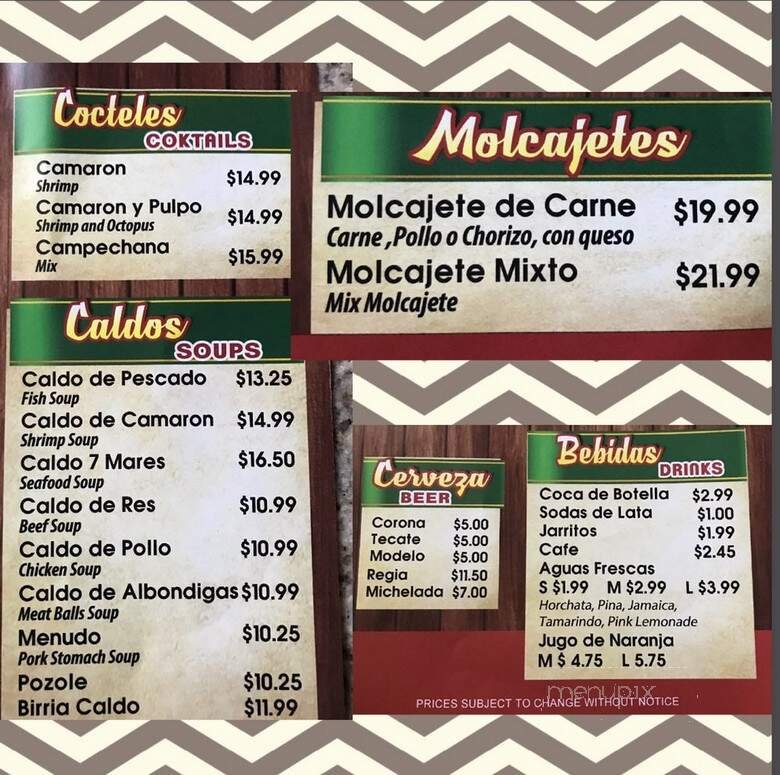 Cocteles
COKTAILS
Camaron $14.99
Shrimp
Camaron y Pulpo $14.99
Shrimp and Octopus
Campechana $15.99
Mix
Molcajetes
Molcajete de Carne $19.99
Carne ,Pollo o Chorizo, con queso
Molcajete Mixto $21.99
Mix Molcajete
Caldos
SOUPS
Caldo de Pescado $13.25
Fish Soup
Caldo de Camaron $14.99
Shrimp Soup
Caldo 7 Mares $16.50
Seafood Soup
Caldo de Res $10.99
Beef Soup
Caldo de Pollo $10.99
Chicken Soup
Caldo de Albondigas $10.99
Meat Balls Soup
Menudo $10.25
Pork Stomach Soup
Pozole $10.25
Birria Caldo $11.99
Cerveza
BEER
Corona $5.00
Tecate $5.00
Modelo $5.00
Regia $11.50
Michelada $7.00
Bebidas
DRINKS
Coca de Botella $2.99
Sodas de Lata $1.00
Jarritos $1.99
Cafe $2.45
Aguas Frescas
S $1.99 M $2.99 L $3.99
Horchata, Pina, Jamaica,
Tamarindo, Pink Lemonade
Jugo de Naranja
M $ 4.75 L 5.75
menupix
PRICES SUBJECT TO CHANGE WITHOUT NOTICE